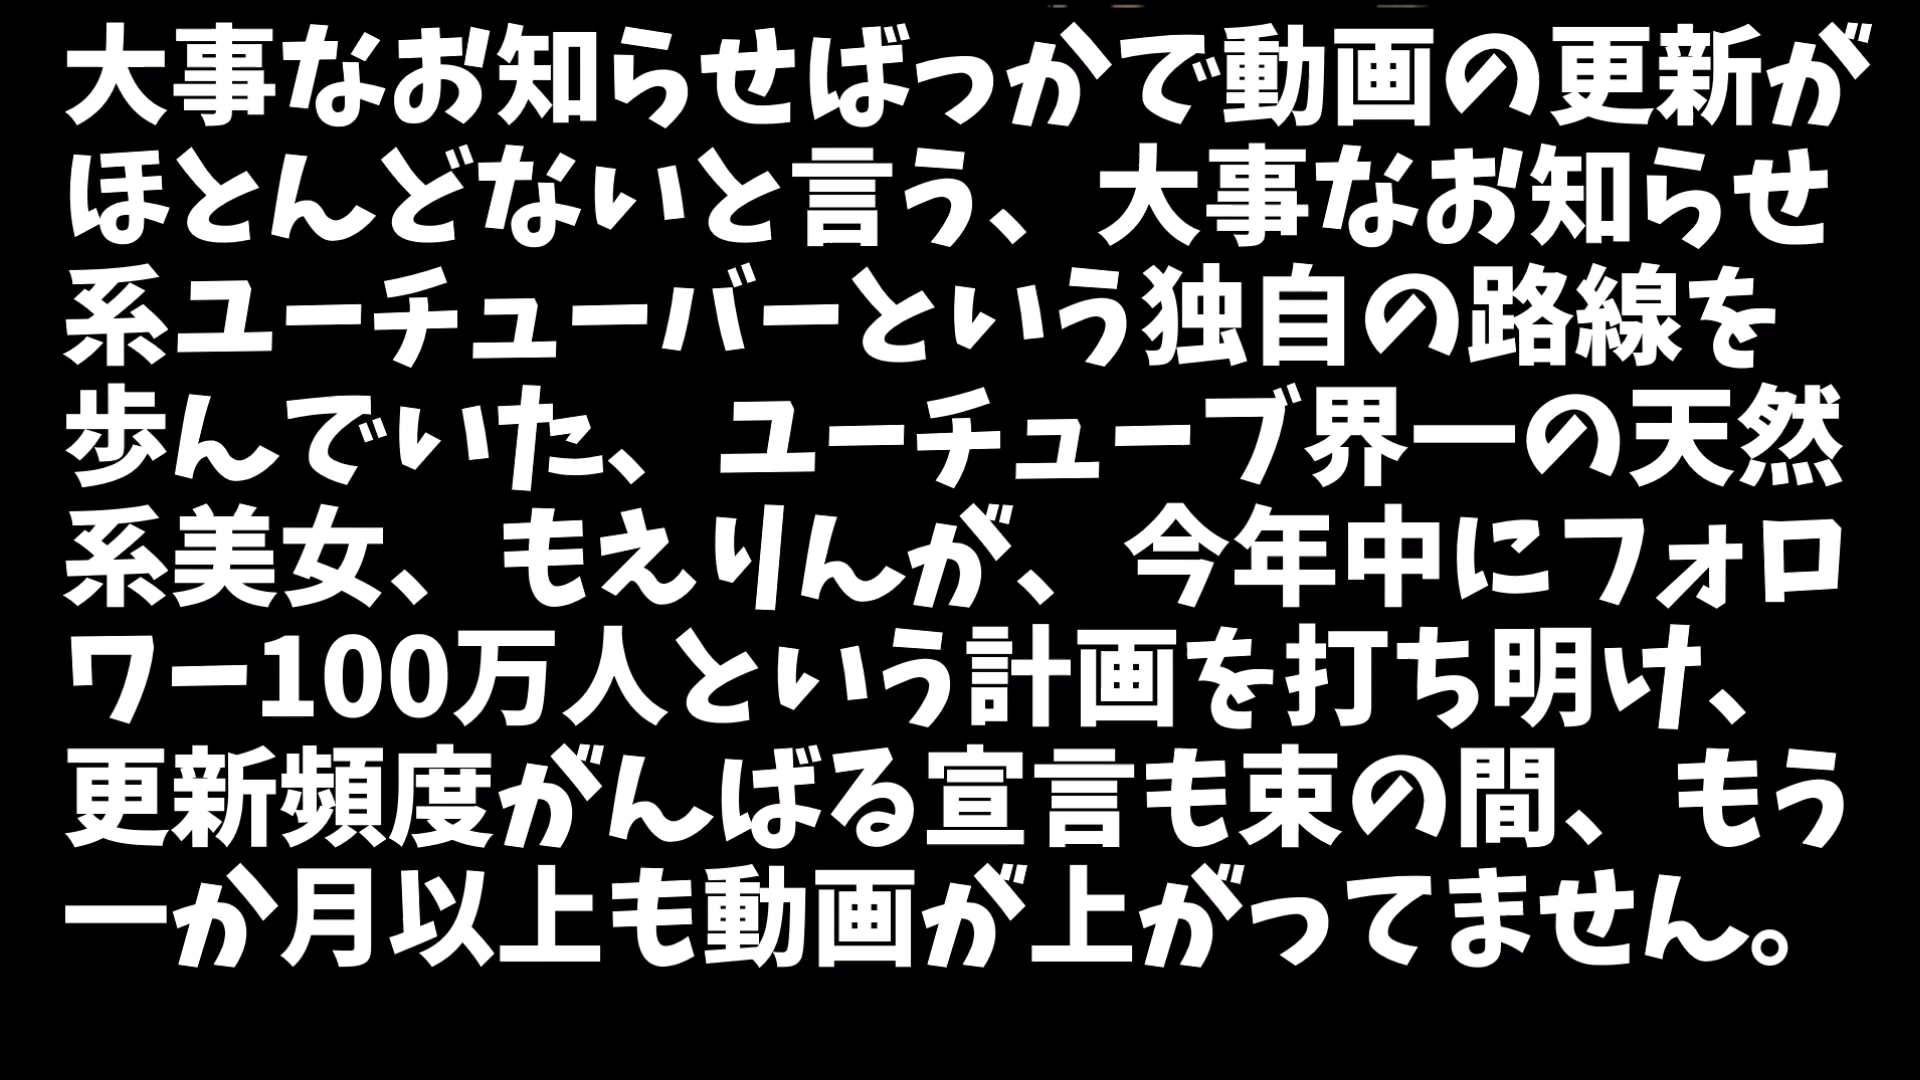 大事なお知らせばっかで動画の更新が
ほとんどないと言う、大事なお知らせ
系ユーチューバーという独自の路線を
歩んでいた、ユーチューブ界一の天然
系美女、もえりんが、今年中にフォロ
ワー100万人という計画を打ち明け、
更新頻度がんばる宣言も束の間、もう
一か月以上も動画が上がってません。